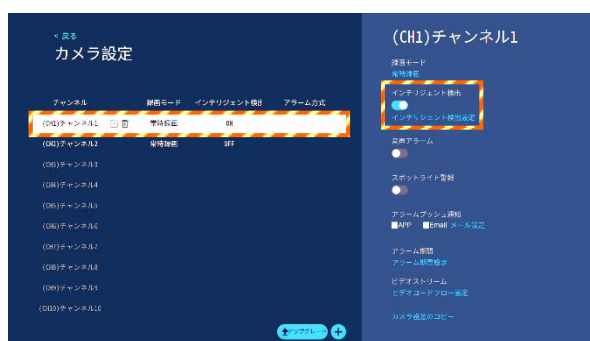 < 戻る
カメラ設定
チャンネル 録画モード インテリジェント検出 アラーム方式
(CH1)チャンネル1 常時録画 ON
(CH2)チャンネル2 常時録画 OFF
(CH3)チャンネル3
(CH4)チャンネル4
(CH5)チャンネル5
(CH6)チャンネル6
(CH7)チャンネル7
(CH8)チャンネル8
(CH9)チャンネル9
(CH10)チャンネル10
アップグレード
(CH1)チャンネル1
録画モード
常時録画
インテリジェント検出
インテリジェント検出設定
音声アラーム
スポットライト警報
アラームプッシュ通知
APP Email メール設定
アラーム期間
アラーム期間設定
ビデオストリーム
ビデオコードフロー設定
カメラ設定のコピー